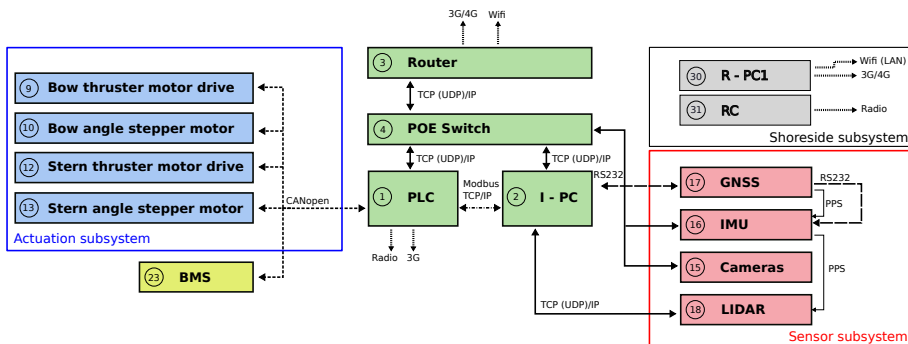 3G/4G
Wifi
3 Router
TCP (UDP)/IP
4 POE Switch
TCP (UDP)/IP
TCP (UDP)/IP
9 Bow thruster motor drive
10 Bow angle stepper motor
12 Stern thruster motor drive
13 Stern angle stepper motor
Actuation subsystem
CANopen
23 BMS
1 PLC
Modbus
TCP/IP
2 I - PC
RS232
Radio
3G
TCP (UDP)/IP
30 R - PC1
Wifi (LAN)
3G/4G
31 RC
Radio
Shoreside subsystem
17 GNSS
RS232
PPS
16 IMU
15 Cameras
PPS
18 LIDAR
Sensor subsystem